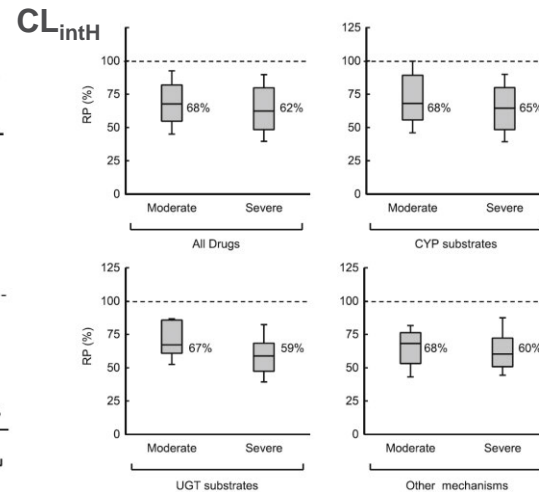 CLintH
125
100
75
50
25
0
RP (%)
68%
62%
Moderate
Severe
All Drugs
125
100
75
50
25
0
68%
65%
Moderate
Severe
CYP substrates
125
100
75
50
25
0
RP (%)
67%
59%
Moderate
Severe
UGT substrates
125
100
75
50
25
0
68%
60%
Moderate
Severe
Other mechanisms